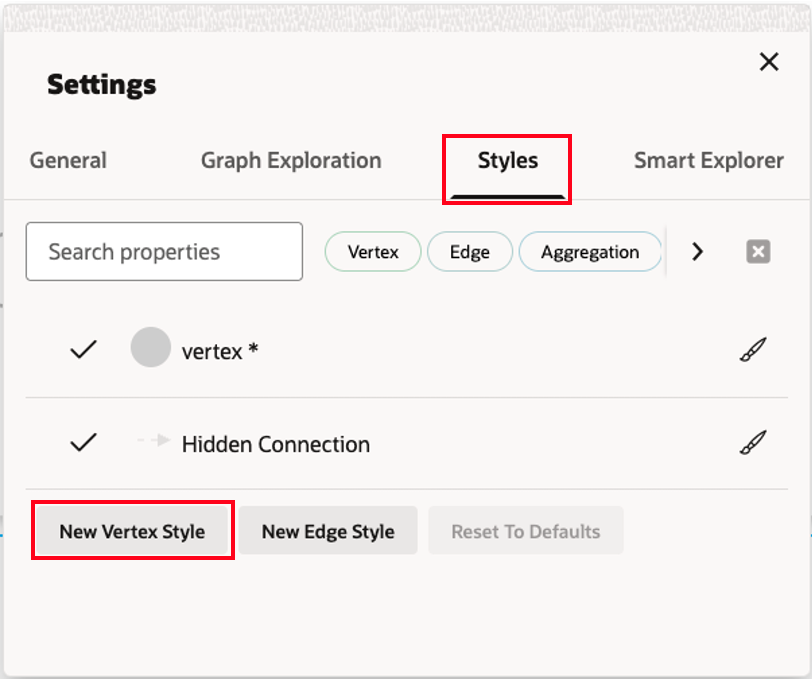 Settings
General Graph Exploration Styles Smart Explorer
Search properties Vertex Edge Aggregation
vertex *
Hidden Connection
New Vertex Style New Edge Style Reset To Defaults